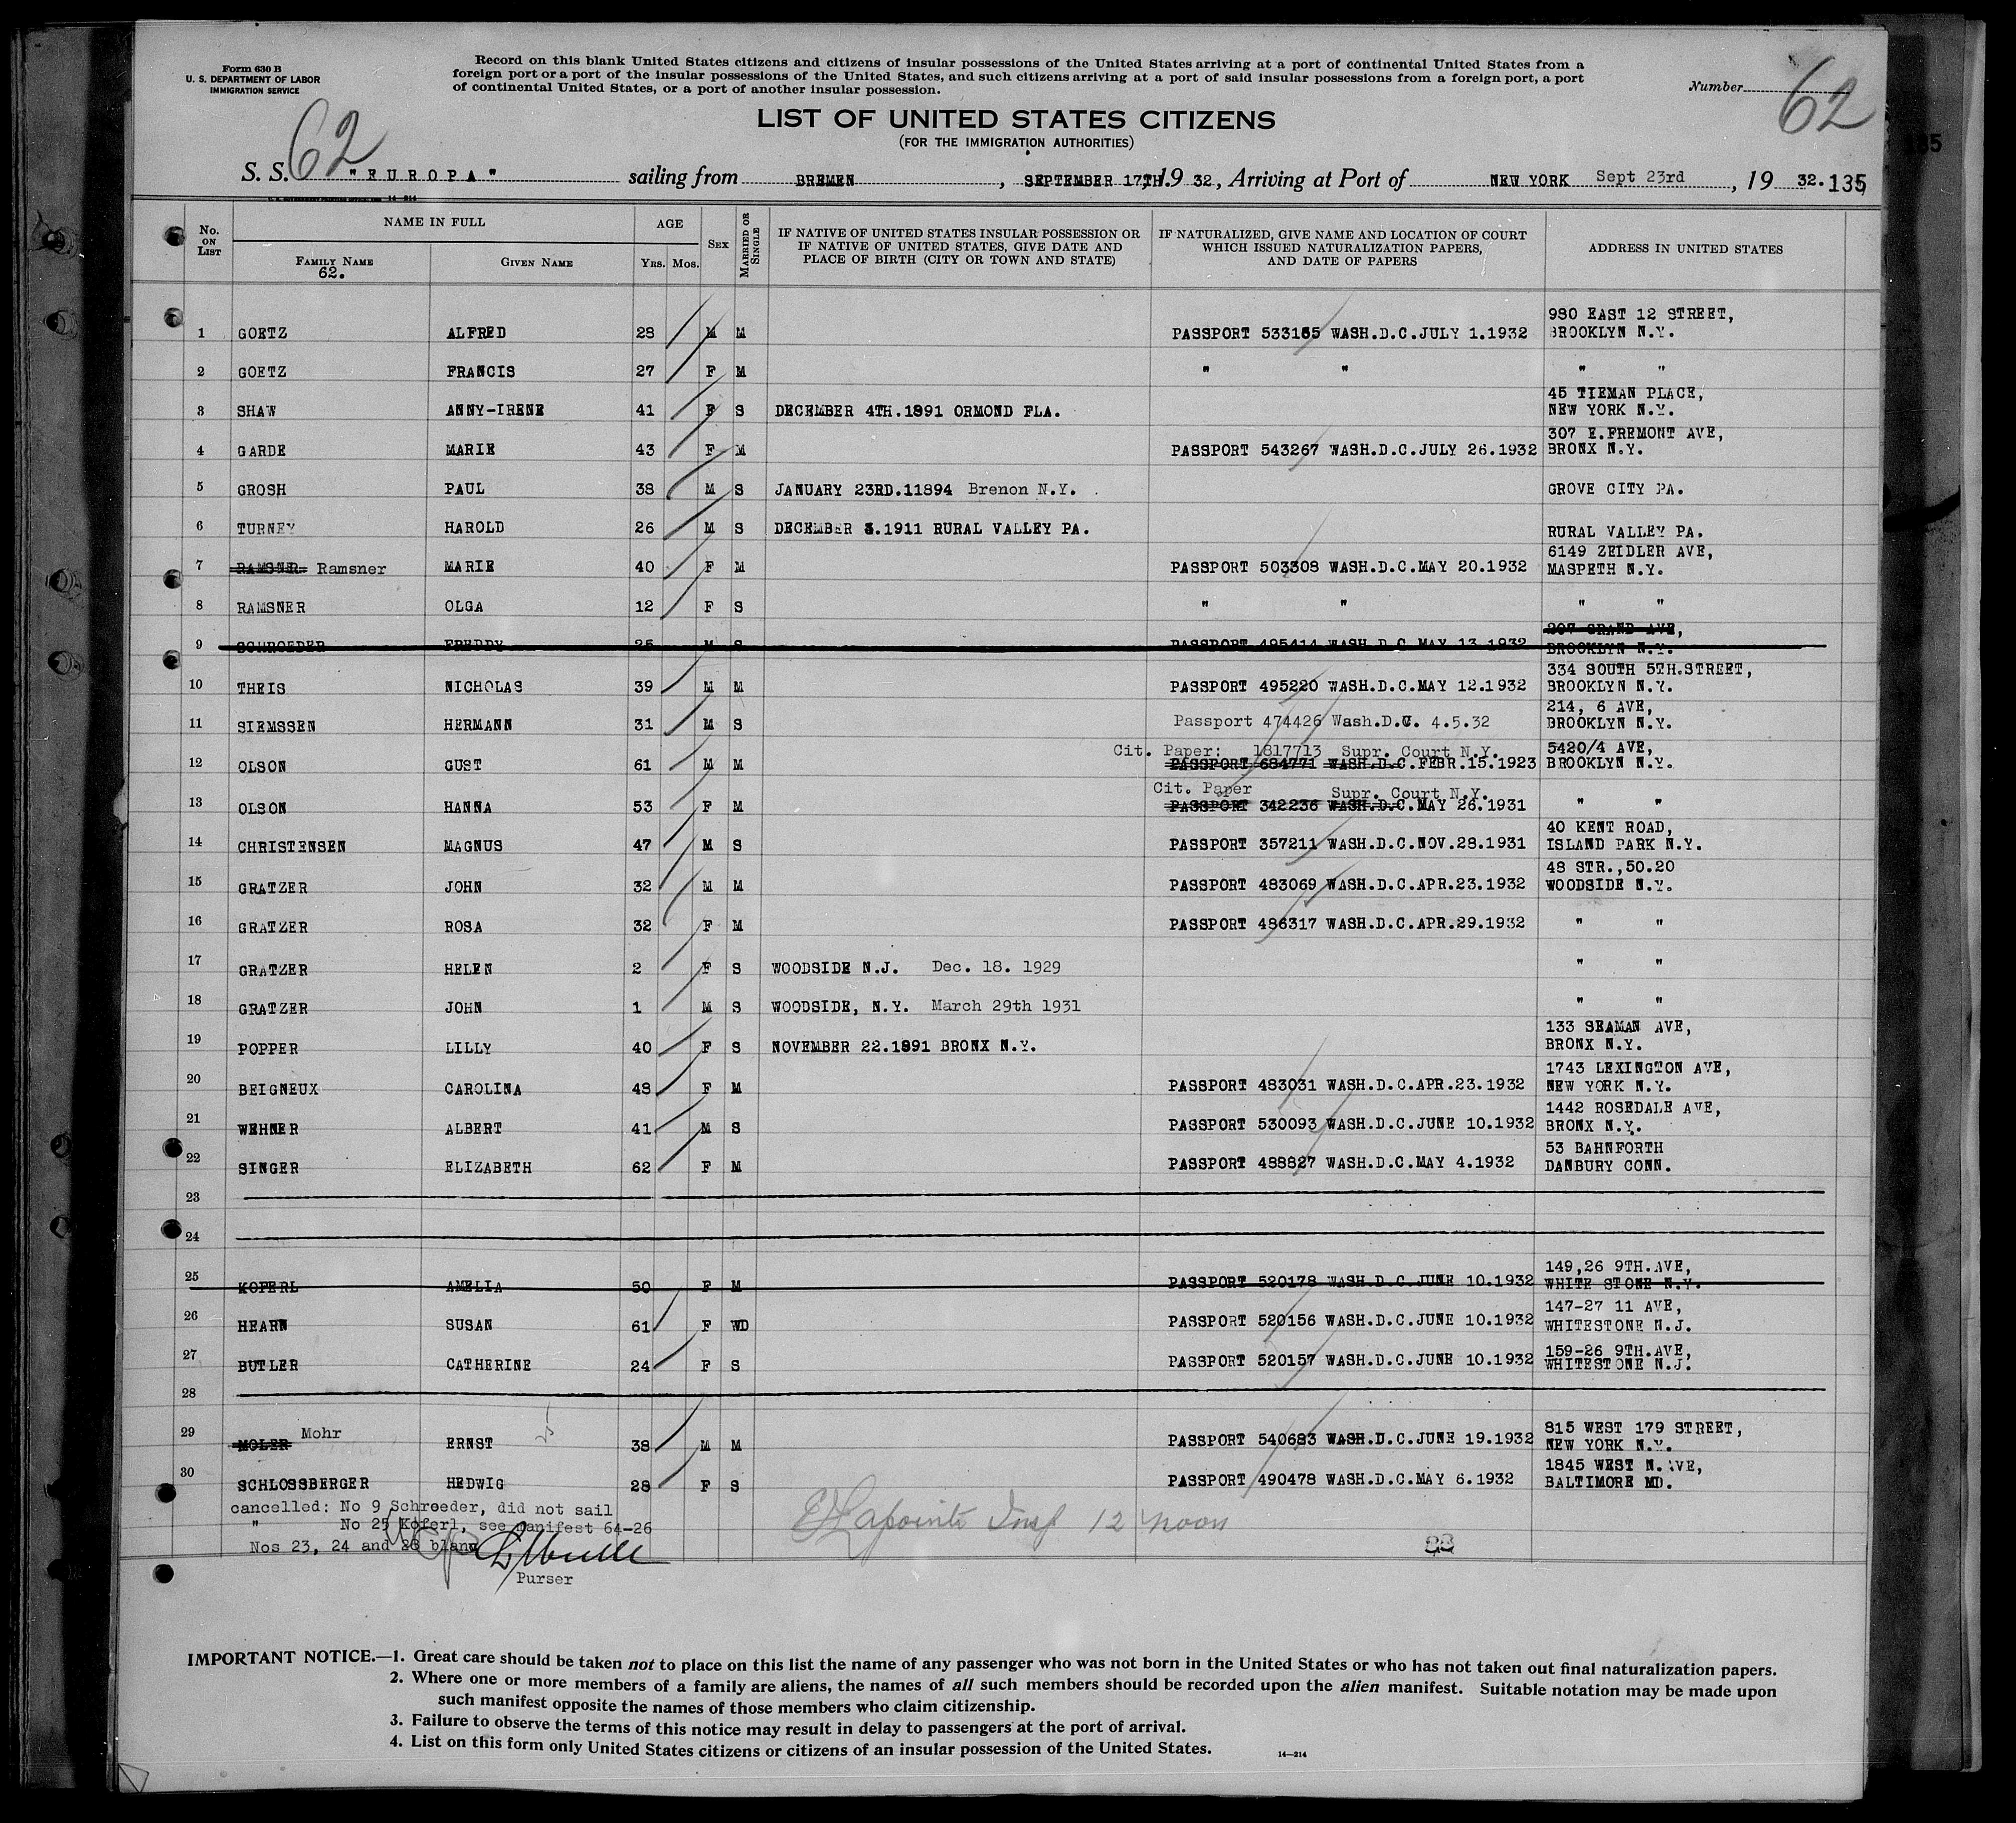 Form 630 B
U. S. DEPARTMENT OF LABOR
IMMIGRATION SERVICE
Record on this blank United States citizens and citizens of insular possessions of the United States arriving at a port of continental United States from a
foreign port or a port of the insular possessions of the United States, and such citizens arriving at a port of said insular possessions from a foreign port, a port
of continental United States, or a port of another insular possession.
Number 62
LIST OF UNITED STATES CITIZENS
(FOR THE IMMIGRATION AUTHORITIES)
62
S. S. "EUROPA" sailing from BREMEN, SEPTEMBER 17TH. 19 32, Arriving at Port of NEW YORK Sept 23rd, 19 32. 135
No. ON LIST
NAME IN FULL
FAMILY NAME
62.
GIVEN NAME
AGE
YRS. MOS.
SEX
MARRIED OR SINGLE
IF NATIVE OF UNITED STATES INSULAR POSSESSION OR
IF NATIVE OF UNITED STATES, GIVE DATE AND
PLACE OF BIRTH (CITY OR TOWN AND STATE)
IF NATURALIZED, GIVE NAME AND LOCATION OF COURT
WHICH ISSUED NATURALIZATION PAPERS,
AND DATE OF PAPERS
ADDRESS IN UNITED STATES
980 EAST 12 STREET,
1 GOETZ ALFRED 28 M M PASSPORT 533155 WASH.D.C.JULY 1.1932 BROOKLYN N.Y.
2 GOETZ FRANCIS 27 F M " " " "
45 TIEMAN PLACE,
3 SHAW ANNY-IRENE 41 F S DECEMBER 4TH.1891 ORMOND FLA. NEW YORK N.Y.
307 E.FREMONT AVE,
4 GARDE MARIE 43 F M PASSPORT 543267 WASH.D.C.JULY 26.1932 BRONX N.Y.
5 GROSH PAUL 38 M S JANUARY 23RD.11894 Brenon N.Y. GROVE CITY PA.
6 TURNEY HAROLD 26 M S DECEMBER 3.1911 RURAL VALLEY PA. RURAL VALLEY PA.
6149 ZEIDLER AVE,
7 RAMSNER Ramsner MARIE 40 F M PASSPORT 503308 WASH.D.C.MAY 20.1932 MASPETH N.Y.
8 RAMSNER OLGA 12 F S " " " "
207 GRAND AVE,
9 SCHROEDER FREDDY 25 M S PASSPORT 495414 WASH.D.C.MAY 13.1932 BROOKLYN N.Y.
334 SOUTH 5TH.STREET,
10 THEIS NICHOLAS 39 M M PASSPORT 495220 WASH.D.C.MAY 12.1932 BROOKLYN N.Y.
214, 6 AVE,
11 SIEMSSEN HERMANN 31 M S Passport 474426 Wash.D.C. 4.5.32 BROOKLYN N.Y.
Cit. Paper: 1817713 Supr. Court N.Y. 5420/4 AVE,
12 OLSON GUST 61 M M PASSPORT 684771 WASH.D.C.FEBR.15.1923 BROOKLYN N.Y.
Cit. Paper Supr. Court N.Y.
13 OLSON HANNA 53 F M PASSPORT 342236 WASH.D.C.MAY 26.1931 " "
40 KENT ROAD,
14 CHRISTENSEN MAGNUS 47 M S PASSPORT 357211 WASH.D.C.NOV.28.1931 ISLAND PARK N.Y.
48 STR.,50.20
15 GRATZER JOHN 32 M M PASSPORT 483069 WASH.D.C.APR.23.1932 WOODSIDE N.Y.
16 GRATZER ROSA 32 F M PASSPORT 486317 WASH.D.C.APR.29.1932 " "
17 GRATZER HELEN 2 F S WOODSIDE N.J. Dec. 18. 1929 " "
18 GRATZER JOHN 1 M S WOODSIDE, N.Y. March 29th 1931 " "
133 SEAMAN AVE,
19 POPPER LILLY 40 F S NOVEMBER 22.1891 BRONX N.Y. BRONX N.Y.
1743 LEXINGTON AVE,
20 BEIGNEUX CAROLINA 48 F M PASSPORT 483031 WASH.D.C.APR.23.1932 NEW YORK N.Y.
1442 ROSEDALE AVE,
21 WEHNER ALBERT 41 M S PASSPORT 530093 WASH.D.C.JUNE 10.1932 BRONX N.Y.
53 BAHNFORTH
22 SINGER ELIZABETH 62 F M PASSPORT 488827 WASH.D.C.MAY 4.1932 DANBURY CONN.
23
24
149,26 9TH.AVE,
25 KOFERL AMELIA 50 F M PASSPORT 520178 WASH.D.C.JUNE 10.1932 WHITE STONE N.Y.
147-27 11 AVE,
26 HEARN SUSAN 61 F WD PASSPORT 520156 WASH.D.C.JUNE 10.1932 WHITESTONE N.J.
159-26 9TH.AVE,
27 BUTLER CATHERINE 24 F S PASSPORT 520157 WASH.D.C.JUNE 10.1932 WHITESTONE N.J.
28
815 WEST 179 STREET,
29 MOLER Mohr ERNST 38 M M PASSPORT 540683 WASH.D.C.JUNE 19.1932 NEW YORK N.Y.
1845 WEST N.AVE,
30 SCHLOSSBERGER HEDWIG 28 F S PASSPORT 490478 WASH.D.C.MAY 6.1932 BALTIMORE MD.
cancelled: No 9 Schroeder, did not sail
" No 25 Koferl, see manifest 64-26
Nos 23, 24 and 28 blanc
Lapointe Insp 12 noon
Purser
IMPORTANT NOTICE.—1. Great care should be taken not to place on this list the name of any passenger who was not born in the United States or who has not taken out final naturalization papers.
2. Where one or more members of a family are aliens, the names of all such members should be recorded upon the alien manifest. Suitable notation may be made upon
such manifest opposite the names of those members who claim citizenship.
3. Failure to observe the terms of this notice may result in delay to passengers at the port of arrival.
4. List on this form only United States citizens or citizens of an insular possession of the United States.
14—214